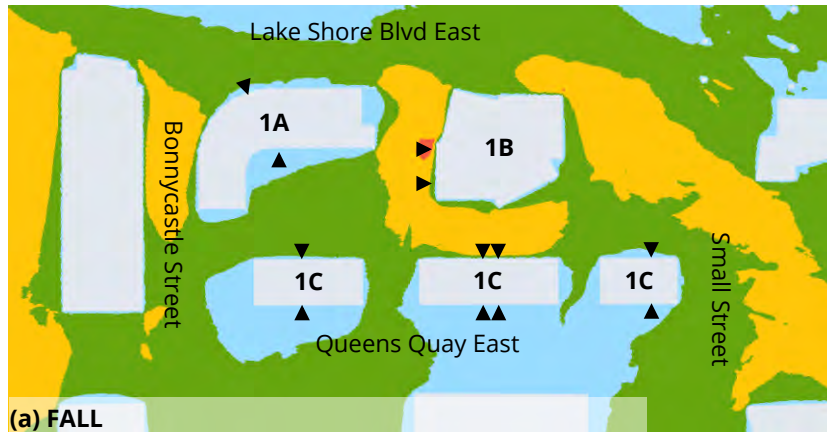 Lake Shore Blvd East
1A
1B
Bonnycastle Street
Small Street
1C
1C
1C
Queens Quay East
(a) FALL